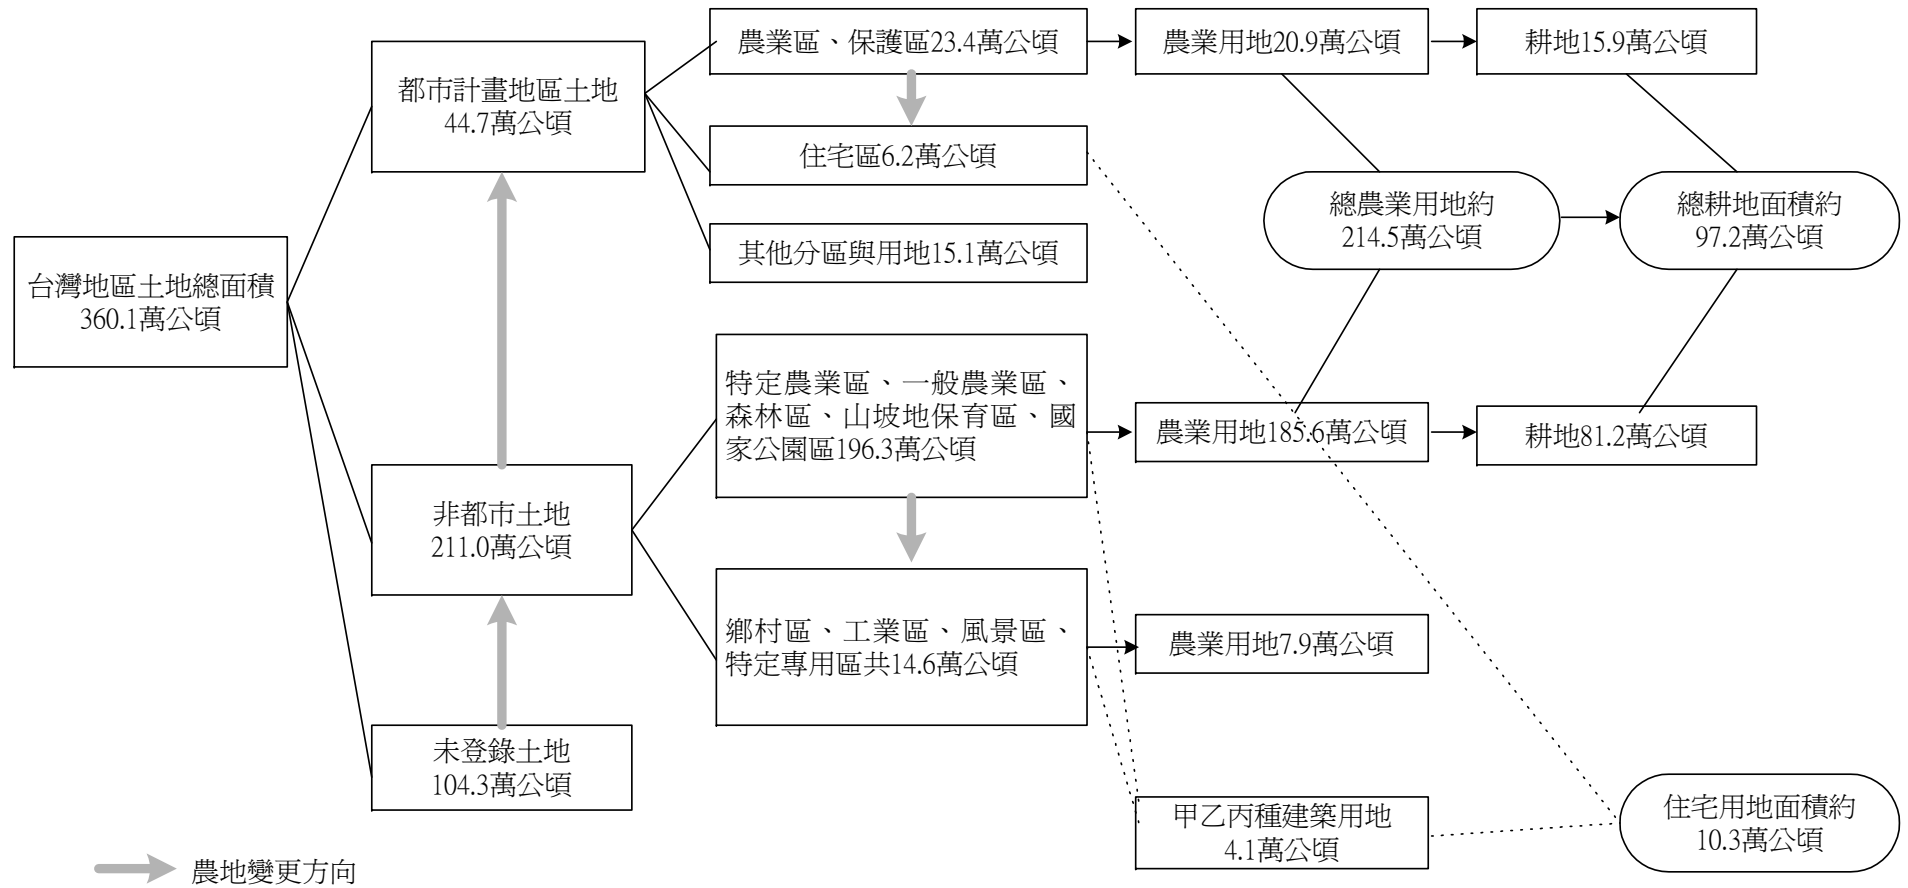 台灣地區土地總面積
360.1萬公頃
都市計畫地區土地
44.7萬公頃
非都市土地
211.0萬公頃
未登錄土地
104.3萬公頃
農業區、保護區23.4萬公頃
住宅區6.2萬公頃
其他分區與用地15.1萬公頃
特定農業區、一般農業區、
森林區、山坡地保育區、國
家公園區196.3萬公頃
鄉村區、工業區、風景區、
特定專用區共14.6萬公頃
農業用地20.9萬公頃
耕地15.9萬公頃
總農業用地約
214.5萬公頃
總耕地面積約
97.2萬公頃
農業用地185.6萬公頃
耕地81.2萬公頃
農業用地7.9萬公頃
甲乙丙種建築用地
4.1萬公頃
住宅用地面積約
10.3萬公頃
農地變更方向